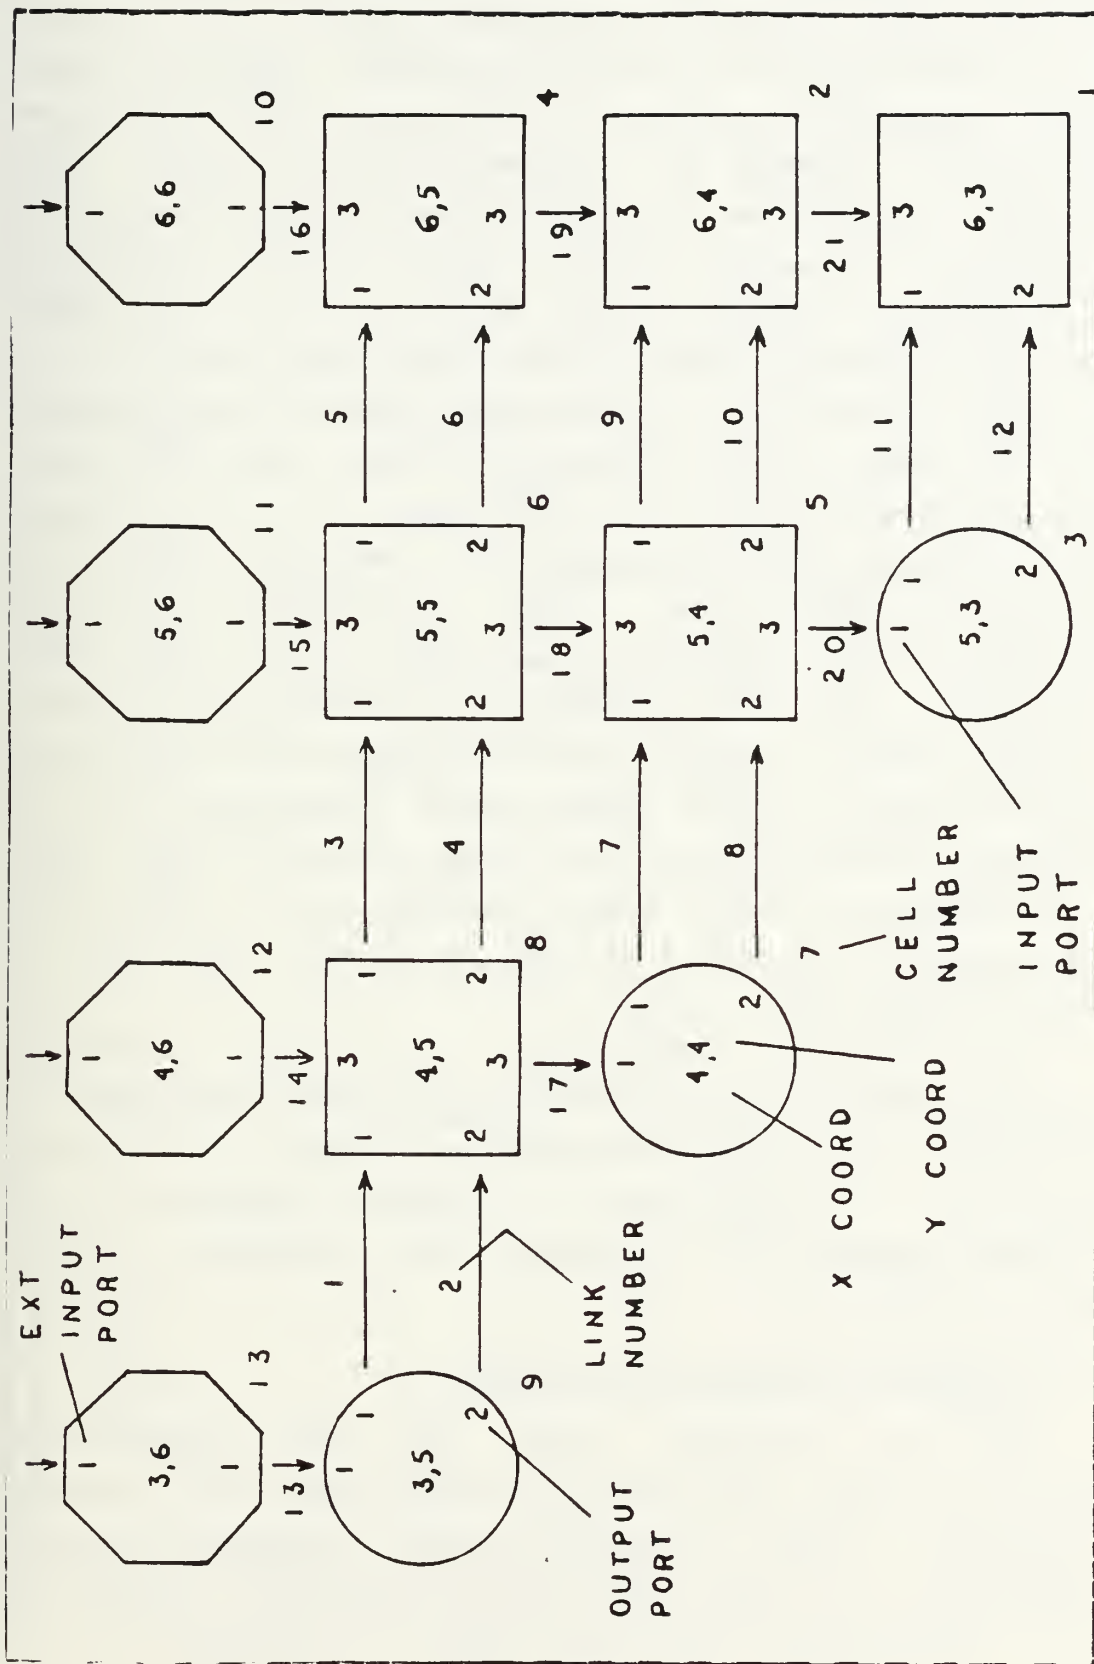 EXT
INPUT
PORT
1 1 1 1
3,6 4,6 5,6 6,6
1 1 1 1
13 12 11 10
13 14 15 16
1 1 3 3 3 5 3
1 1 1 1 1 1
3,5 4,5 5,5 6,5
2 4 6
2 2 2 2 2 2
3 3 3
9 8 6 4
17 18 19
LINK
NUMBER
OUTPUT
PORT
1 7 3 9 3
1 1 1 1
4,4 5,4 6,4
8 10
2 2 2 2
3 3
7 5 2
20 21
X COORD
Y COORD
CELL
NUMBER
1 11 3
1 1
5,3 6,3
12
2 2
INPUT
PORT
3 1